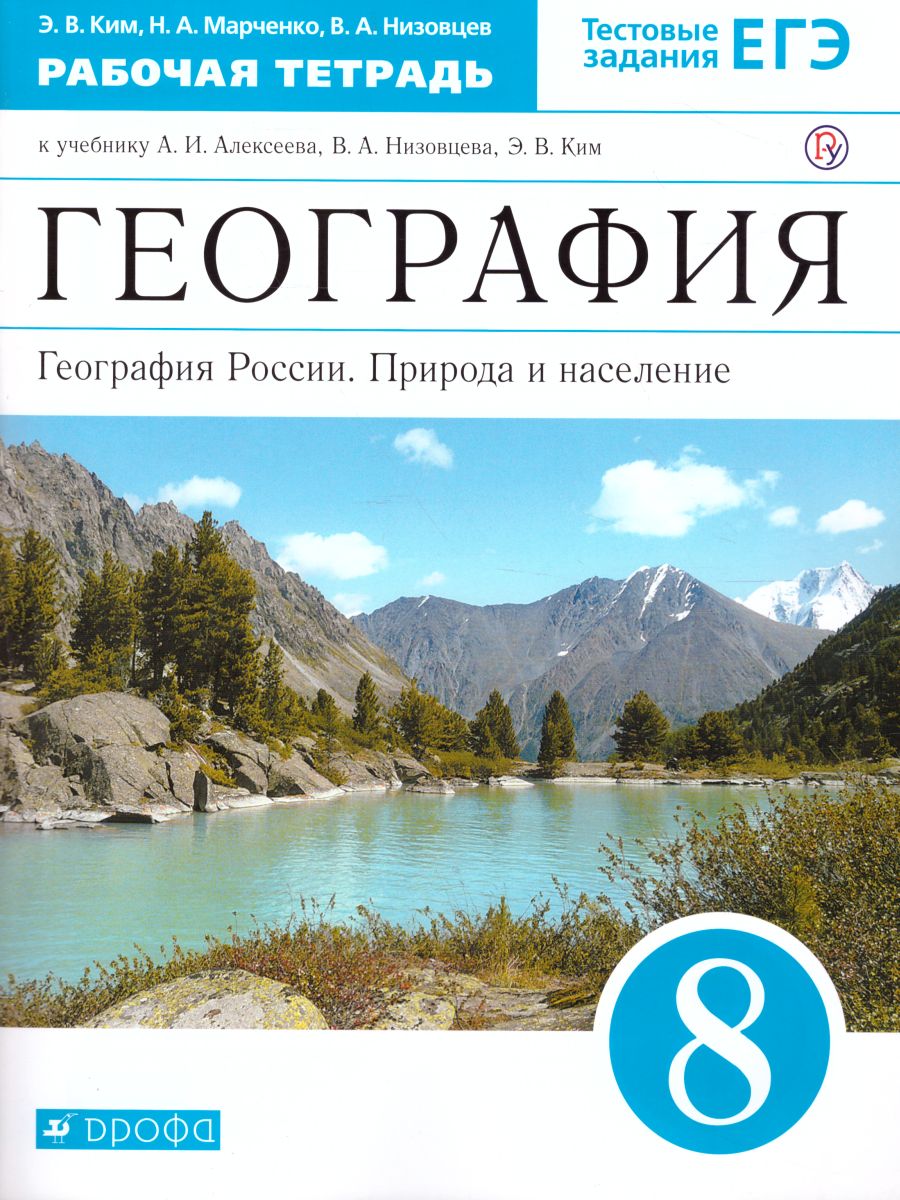 Э. В. Ким, Н. А. Марченко, В. А. Низовцев
РАБОЧАЯ ТЕТРАДЬ
Тестовые
задания ЕГЭ
к учебнику А. И. Алексеева, В. А. Низовцева, Э. В. Ким
Р-У
ГЕОГРАФИЯ
География России. Природа и население
8
ДРОФА